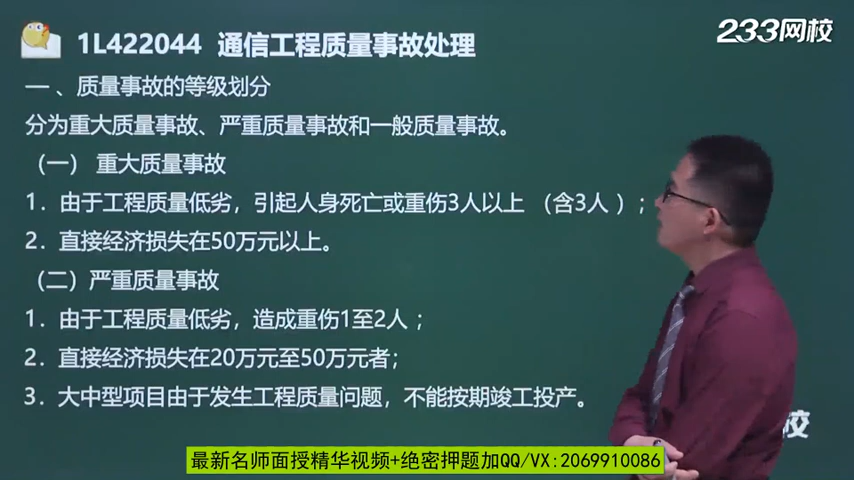 1L422044 通信工程质量事故处理
233网校
一 、质量事故的等级划分
分为重大质量事故、严重质量事故和一般质量事故。
（一） 重大质量事故
1．由于工程质量低劣，引起人身死亡或重伤3人以上 （含3人 ）；
2．直接经济损失在50万元以上。
（二）严重质量事故
1．由于工程质量低劣，造成重伤1至2人 ；
2．直接经济损失在20万元至50万元者；
3．大中型项目由于发生工程质量问题，不能按期竣工投产。
校
最新名师面授精华视频+绝密押题加QQ/VX:2069910086